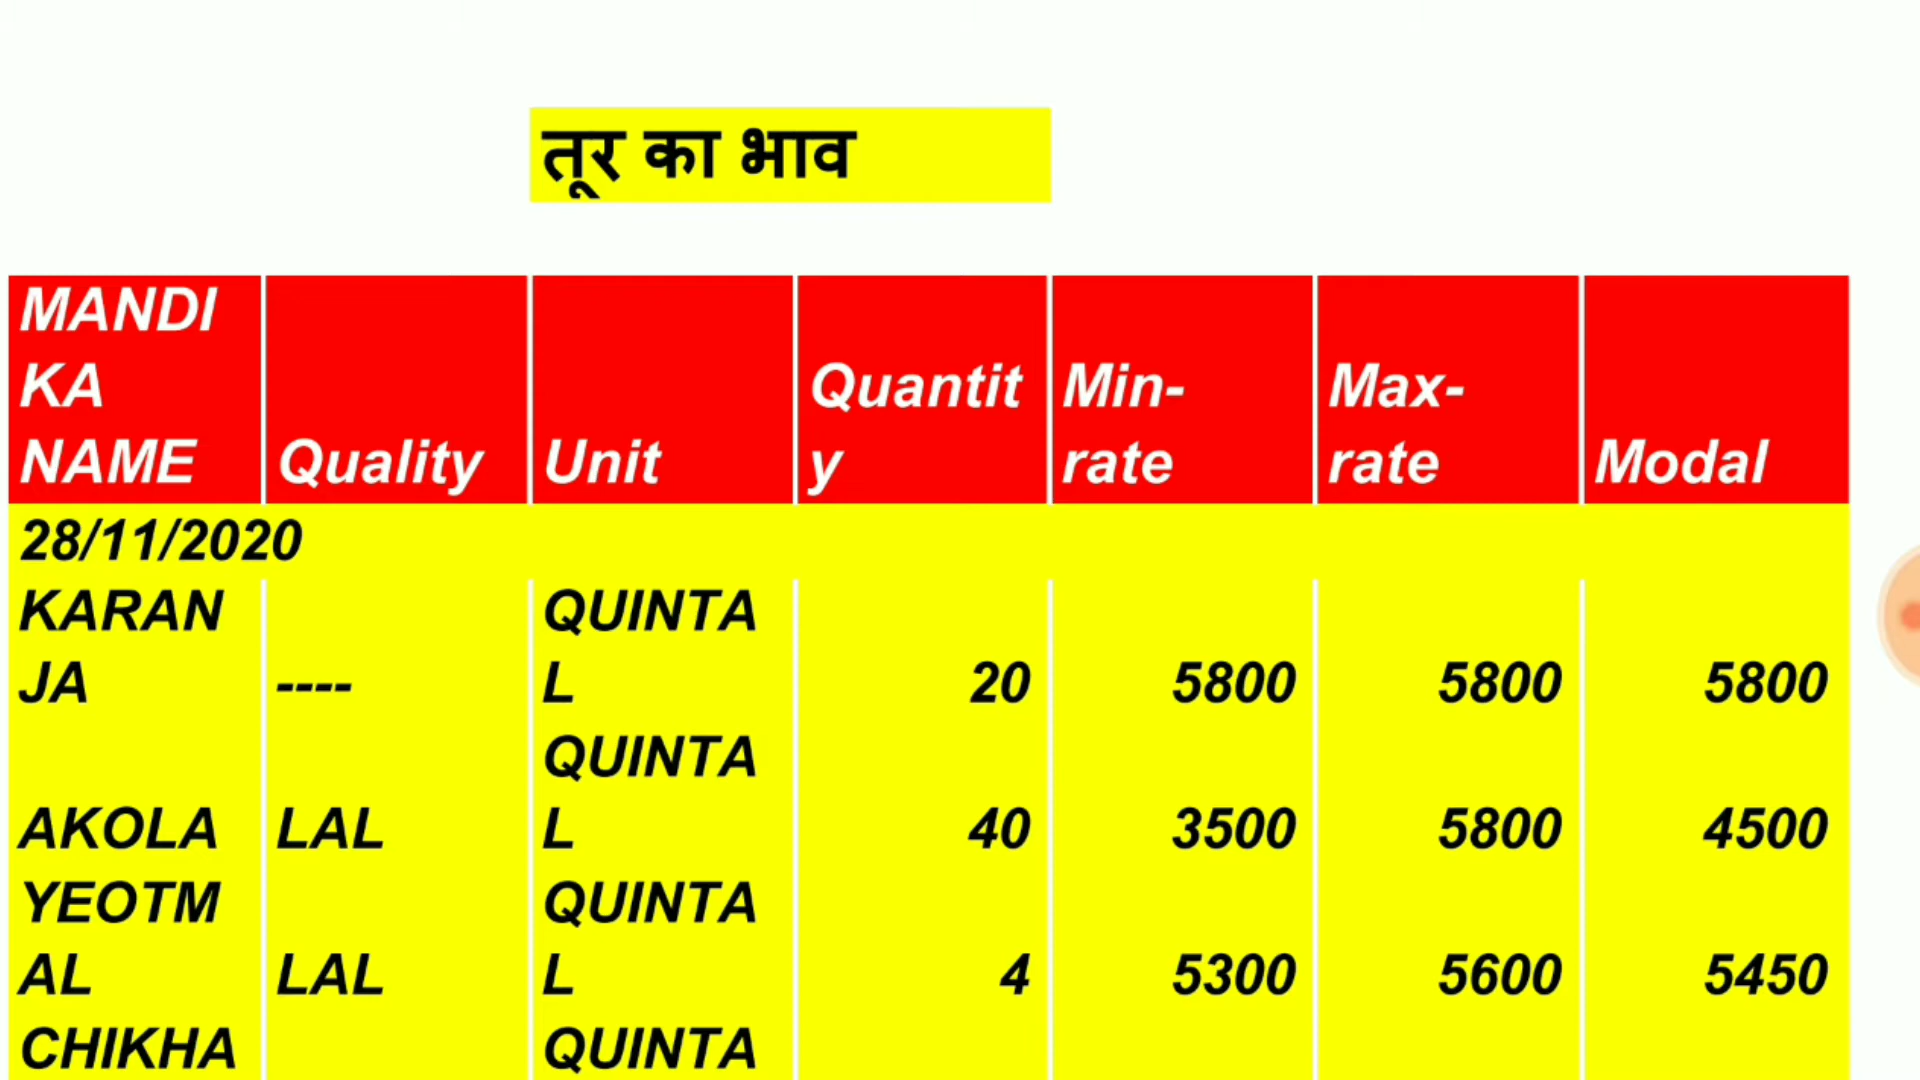 तूर का भाव
MANDI KA NAME Quality Unit Quantity Min-rate Max-rate Modal
28/11/2020
KARANJA ---- QUINTAL 20 5800 5800 5800
AKOLA LAL QUINTAL 40 3500 5800 4500
YEOTMAL LAL QUINTAL 4 5300 5600 5450
CHIKHA QUINTA